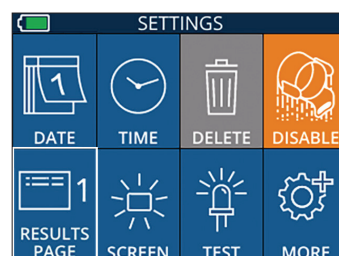 SETTINGS
1
DATE
TIME
DELETE
DISABLE
1
RESULTS
PAGE
SCREEN
TEST
MORE